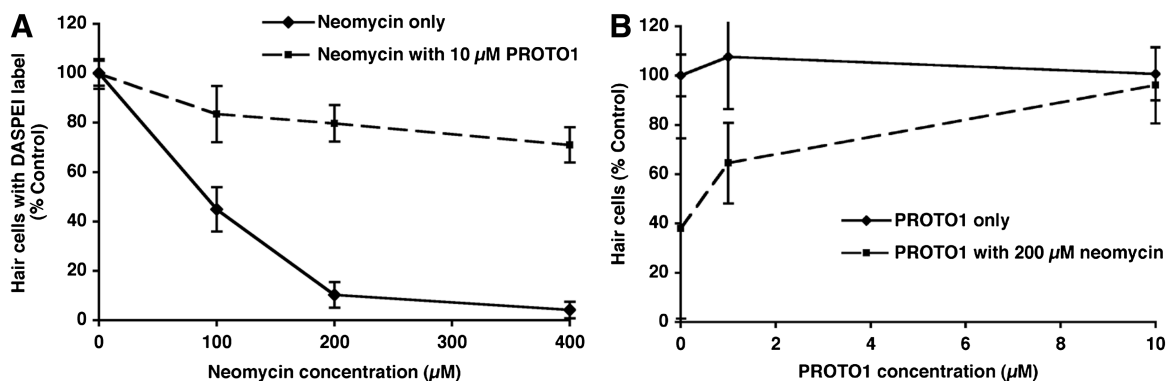 A
Hair cells with DASPEI label
(% Control)
120
100
80
60
40
20
0
0
100
200
300
400
Neomycin concentration (µM)
Neomycin only
Neomycin with 10 µM PROTO1
B
Hair cells (% Control)
120
100
80
60
40
20
0
0
2
4
6
8
10
PROTO1 concentration (µM)
PROTO1 only
PROTO1 with 200 µM neomycin